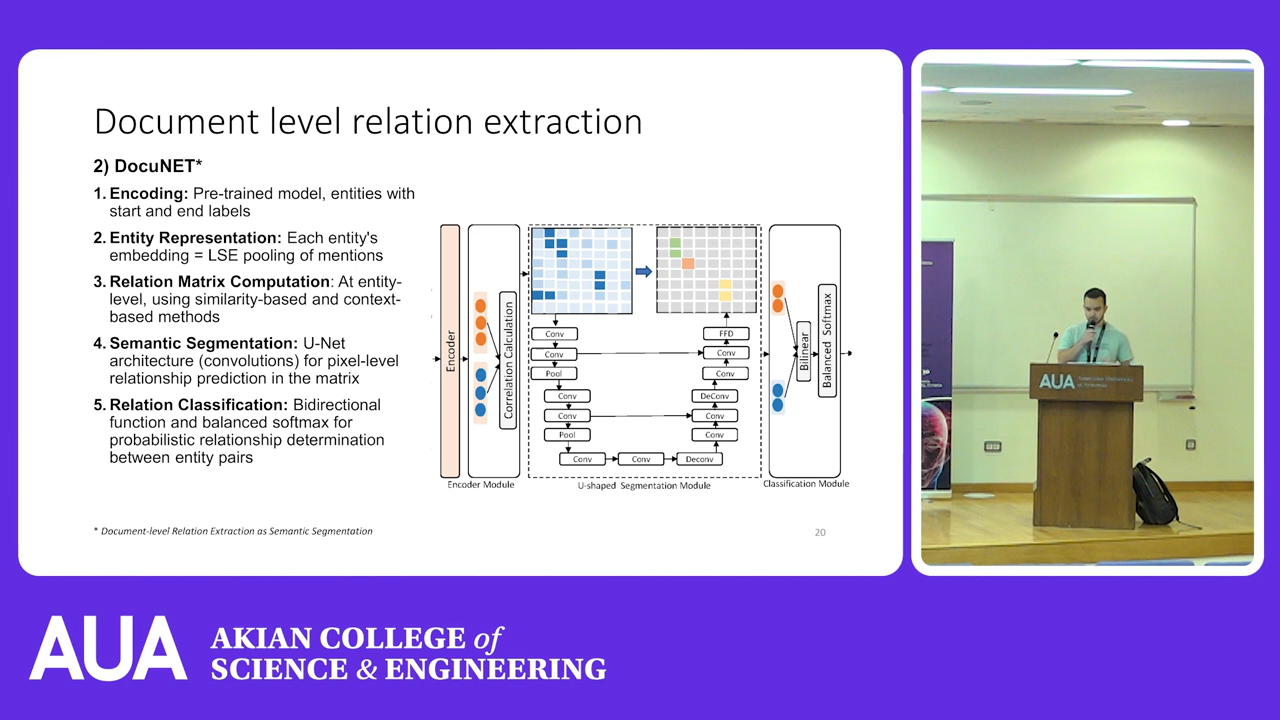 Document level relation extraction
2) DocuNET*
1. Encoding: Pre-trained model, entities with
start and end labels
2. Entity Representation: Each entity's
embedding = LSE pooling of mentions
3. Relation Matrix Computation: At entity-
level, using similarity-based and context-
based methods
4. Semantic Segmentation: U-Net
architecture (convolutions) for pixel-level
relationship prediction in the matrix
5. Relation Classification: Bidirectional
function and balanced softmax for
probabilistic relationship determination
between entity pairs
Encoder
Correlation Calculation
Conv
Conv
Pool
Conv
Conv
Pool
Conv
Conv
Deconv
Conv
Conv
DeConv
Conv
Conv
FFD
Bilinear
Balanced Softmax
Encoder Module
U-shaped Segmentation Module
Classification Module
* Document-level Relation Extraction as Semantic Segmentation
20
AUA
AUA
AKIAN COLLEGE of
SCIENCE & ENGINEERING